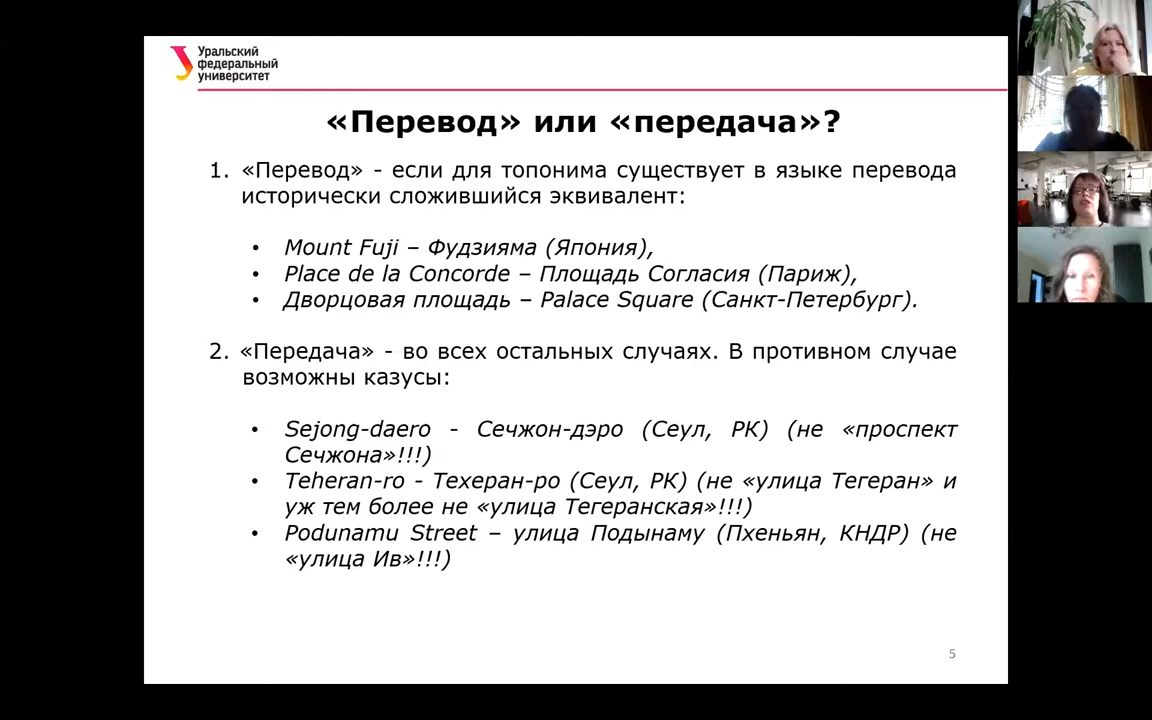 Уральский
федеральный
университет
«Перевод» или «передача»?
1. «Перевод» - если для топонима существует в языке перевода
исторически сложившийся эквивалент:
• Mount Fuji – Фудзияма (Япония),
• Place de la Concorde – Площадь Согласия (Париж),
• Дворцовая площадь – Palace Square (Санкт-Петербург).
2. «Передача» - во всех остальных случаях. В противном случае
возможны казусы:
• Sejong-daero - Сечжон-дэро (Сеул, РК) (не «проспект
Сечжона»!!!)
• Teheran-ro - Техеран-ро (Сеул, РК) (не «улица Тегеран» и
уж тем более не «улица Тегеранская»!!!)
• Podunamu Street – улица Подынаму (Пхеньян, КНДР) (не
«улица Ив»!!!)
5